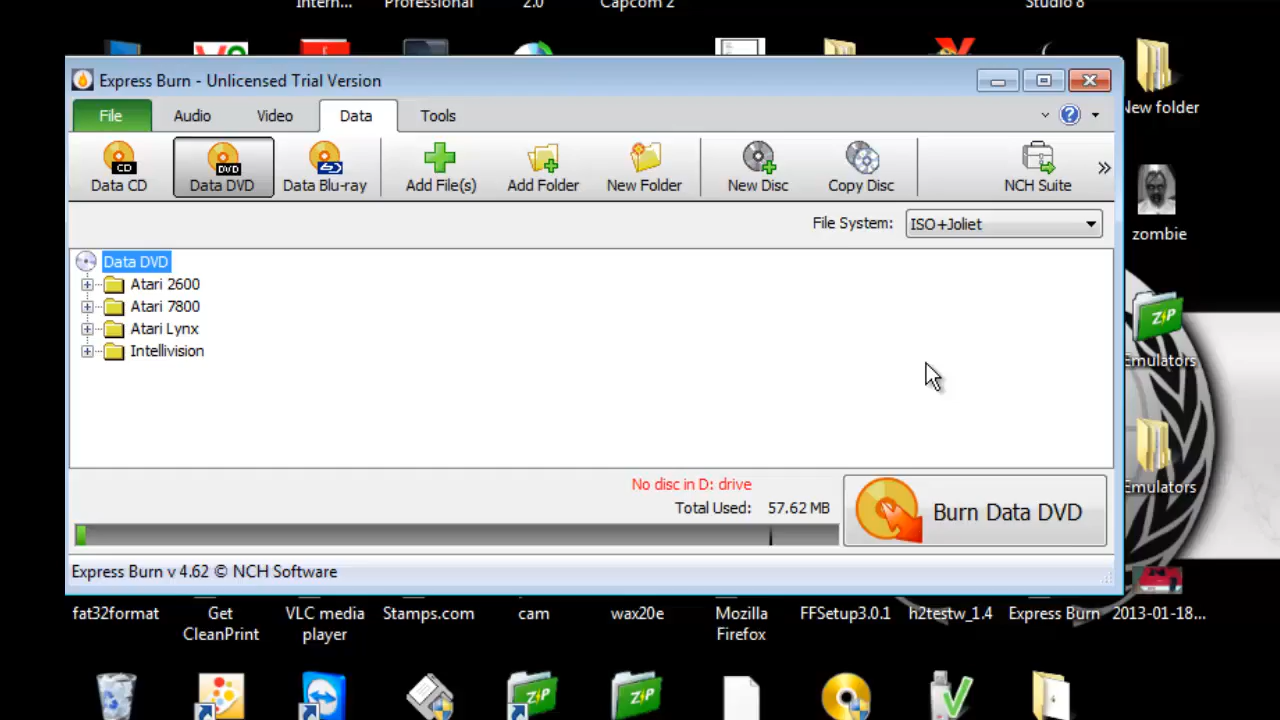 Intern...
Professional
2.0
Capcom 2
Studio 8
Express Burn - Unlicensed Trial Version
File
Audio
Video
Data
Tools
New folder
CD
DVD
Data CD
Data DVD
Data Blu-ray
Add File(s)
Add Folder
New Folder
New Disc
Copy Disc
NCH Suite
File System:
ISO+Joliet
zombie
Data DVD
Atari 2600
Atari 7800
Atari Lynx
Intellivision
ZIP
Emulators
No disc in D: drive
Total Used:
57.62 MB
Burn Data DVD
Emulators
Express Burn v 4.62 © NCH Software
fat32format
Get
CleanPrint
VLC media
player
Stamps.com
cam
wax20e
Mozilla
Firefox
FFSetup3.0.1
h2testw_1.4
Express Burn
2013-01-18...
ZIP
ZIP